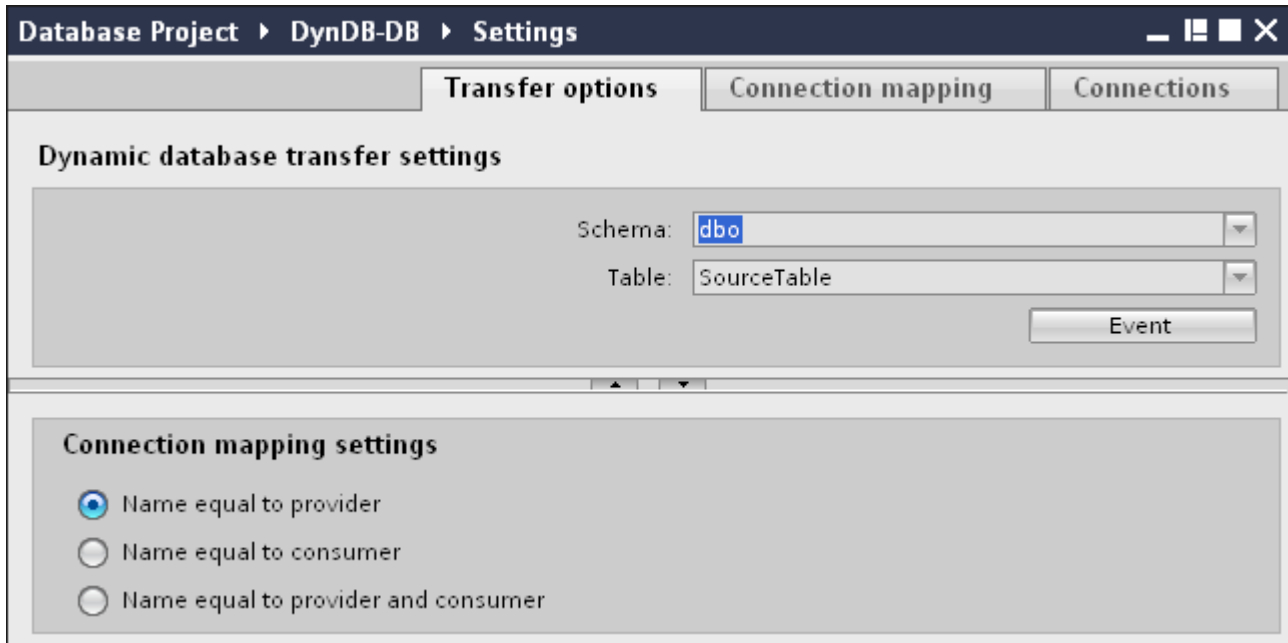 Database Project ▸ DynDB-DB ▸ Settings
Transfer options Connection mapping Connections
Dynamic database transfer settings
Schema: dbo
Table: SourceTable
Event
Connection mapping settings
Name equal to provider
Name equal to consumer
Name equal to provider and consumer